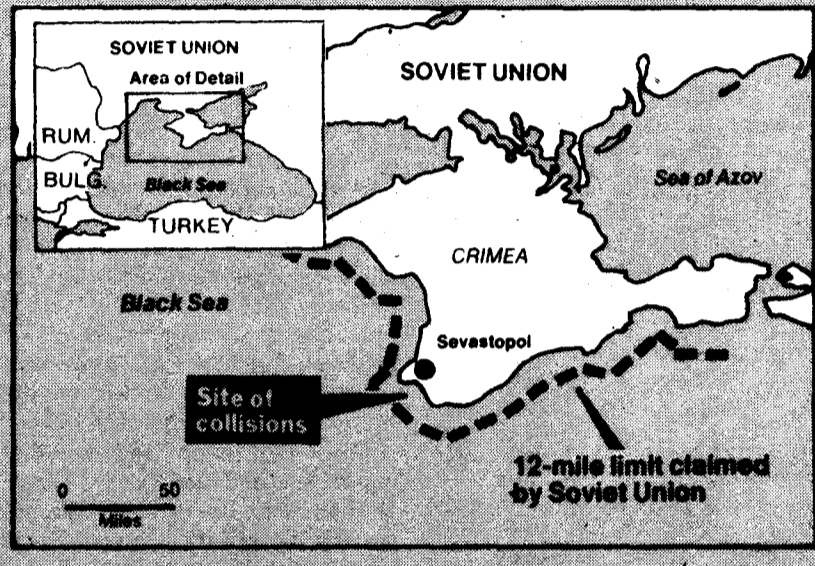 SOVIET UNION
Area of Detail
RUM.
BULG.
Black Sea
TURKEY
SOVIET UNION
Sea of Azov
CRIMEA
Black Sea
Sevastopol
Site of
collisions
12-mile limit claimed
by Soviet Union
0 50
Miles